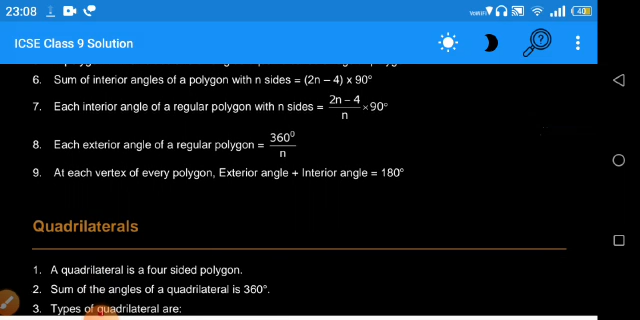 23:08
VoWiFi
40
ICSE Class 9 Solution
6. Sum of interior angles of a polygon with n sides = (2n – 4) x 90°
7. Each interior angle of a regular polygon with n sides = 2n – 4 / n × 90°
8. Each exterior angle of a regular polygon = 360⁰ / n
9. At each vertex of every polygon, Exterior angle + Interior angle = 180°
Quadrilaterals
1. A quadrilateral is a four sided polygon.
2. Sum of the angles of a quadrilateral is 360°.
3. Types of quadrilateral are: